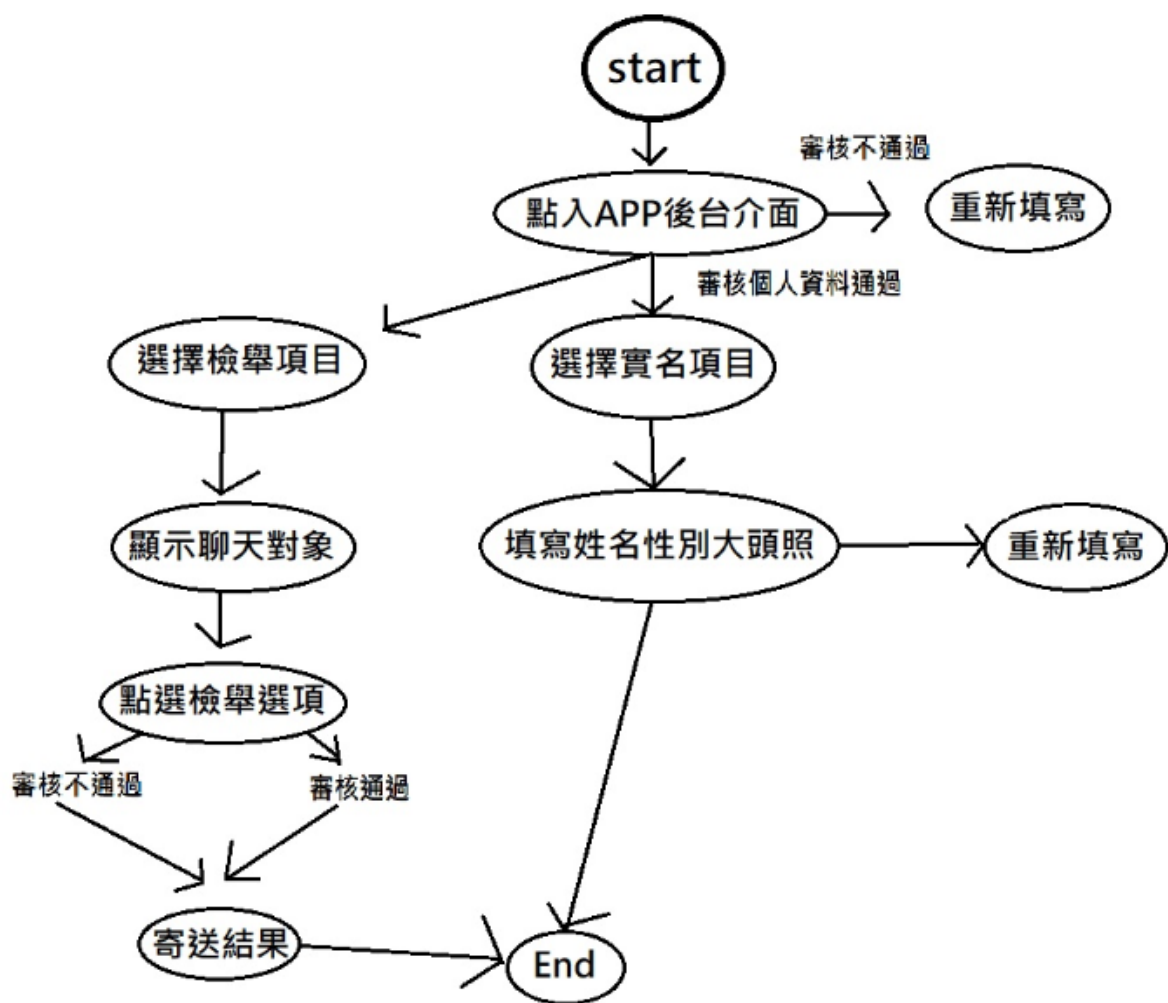 start
審核不通過
點入APP後台介面
重新填寫
審核個人資料通過
選擇檢舉項目
選擇實名項目
顯示聊天對象
填寫姓名性別大頭照
重新填寫
點選檢舉選項
審核不通過
審核通過
寄送結果
End